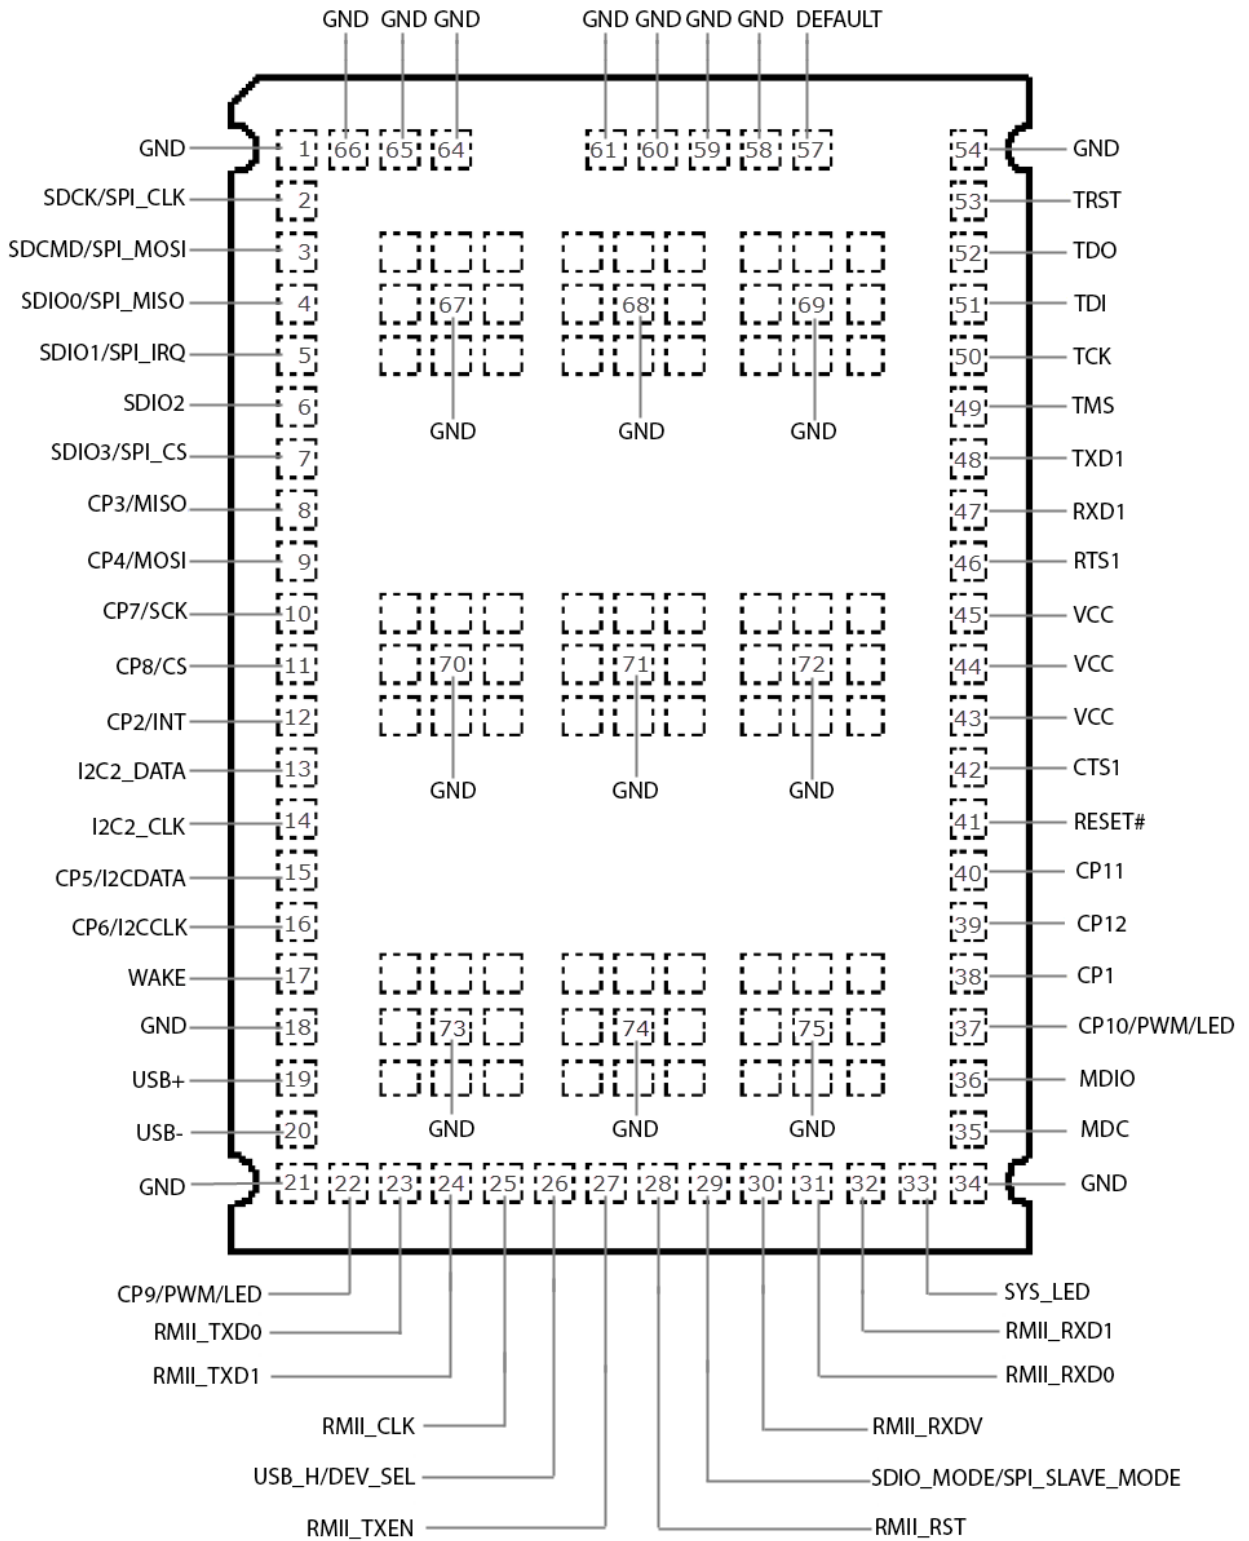 GND GND GND GND GND GND GND DEFAULT
GND 1 66 65 64 61 60 59 58 57 54 GND
SDCK/SPI_CLK 2 53 TRST
SDCMD/SPI_MOSI 3 52 TDO
SDIO0/SPI_MISO 4 67 68 69 51 TDI
SDIO1/SPI_IRQ 5 50 TCK
SDIO2 6 49 TMS
GND GND GND
SDIO3/SPI_CS 7 48 TXD1
CP3/MISO 8 47 RXD1
CP4/MOSI 9 46 RTS1
CP7/SCK 10 45 VCC
CP8/CS 11 70 71 72 44 VCC
CP2/INT 12 43 VCC
I2C2_DATA 13 42 CTS1
GND GND GND
I2C2_CLK 14 41 RESET#
CP5/I2CDATA 15 40 CP11
CP6/I2CCLK 16 39 CP12
WAKE 17 38 CP1
GND 18 73 74 75 37 CP10/PWM/LED
USB+ 19 36 MDIO
USB- 20 GND GND GND 35 MDC
GND 21 22 23 24 25 26 27 28 29 30 31 32 33 34 GND
CP9/PWM/LED SYS_LED
RMII_TXD0 RMII_RXD1
RMII_TXD1 RMII_RXD0
RMII_CLK RMII_RXDV
USB_H/DEV_SEL SDIO_MODE/SPI_SLAVE_MODE
RMII_TXEN RMII_RST